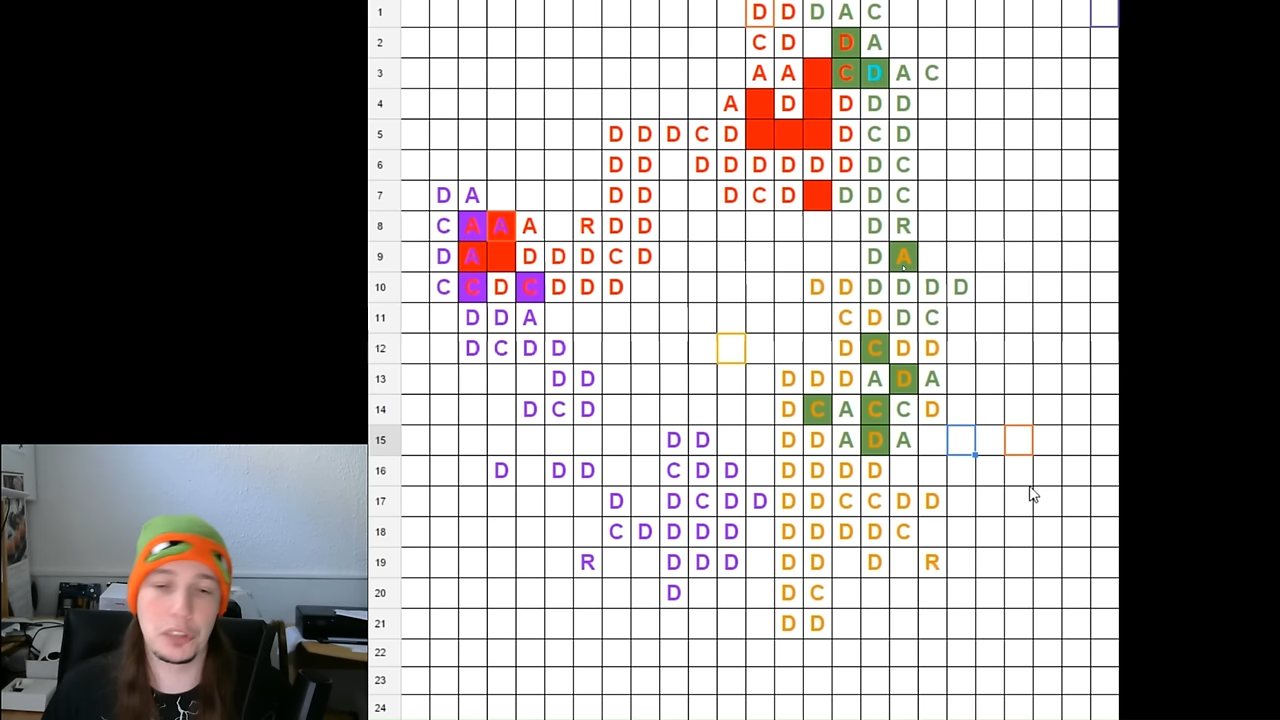 1 D D D A C
2 C D D A
3 A A C D A C
4 A D D D D
5 D D D C D D C D
6 D D D D D D D D D C
7 D A D D D C D D D C
8 C A A A R D D D R
9 D A D D D C D D A
10 C C D C D D D D D D D D D
11 D D A C D D C
12 D C D D D C D D
13 D D D D D A D A
14 D C D D C A C C D
15 D D D D A D A
16 D D D C D D D D D D
17 D D C D D D D C C D D
18 C D D D D D D D D C
19 R D D D D D D R
20 D D C
21 D D
22
23
24